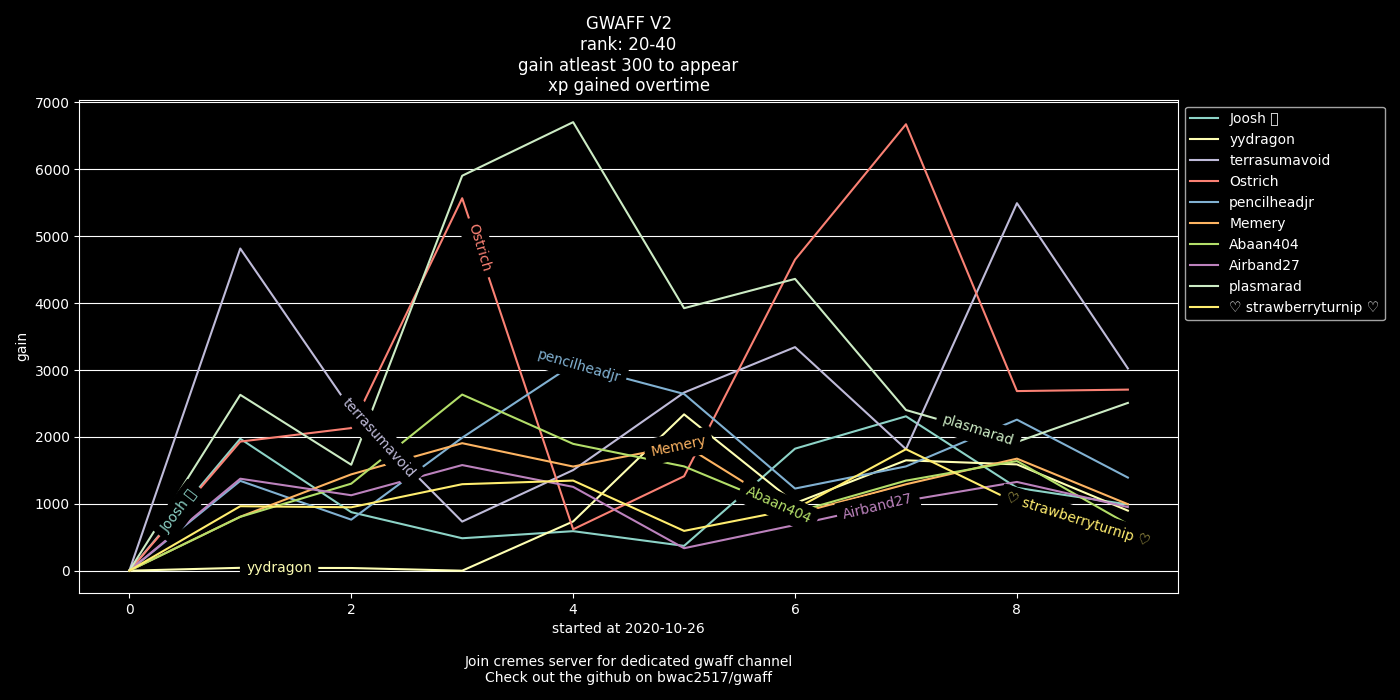 GWAFF V2
rank: 20-40
gain atleast 300 to appear
xp gained overtime
7000
6000
5000
4000
3000
2000
1000
0
gain
0 2 4 6 8
started at 2020-10-26
Join cremes server for dedicated gwaff channel
Check out the github on bwac2517/gwaff
Joosh
yydragon
terrasumavoid
Ostrich
pencilheadjr
Memery
Abaan404
Airband27
plasmarad
♡ strawberryturnip ♡
Joosh
yydragon
terrasumavoid
Ostrich
pencilheadjr
Memery
Abaan404
Airband27
plasmarad
♡ strawberryturnip ♡